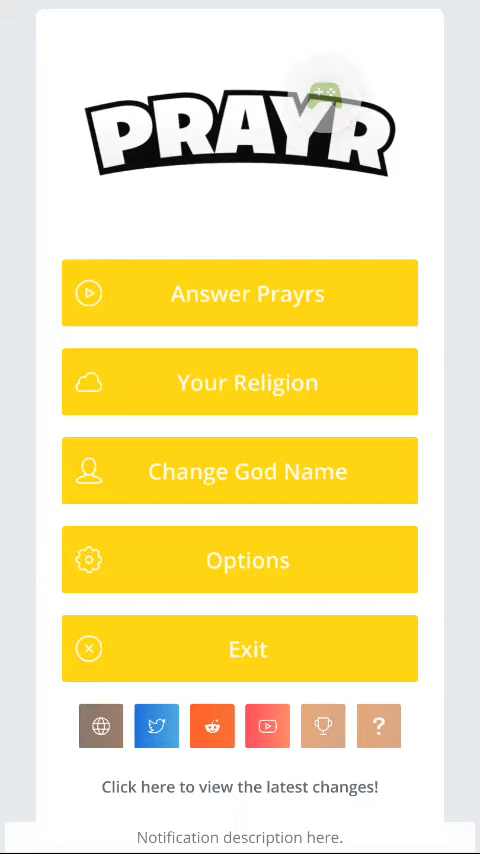 PRAYR
Answer Prayrs
Your Religion
Change God Name
Options
Exit
?
Click here to view the latest changes!
Notification description here.